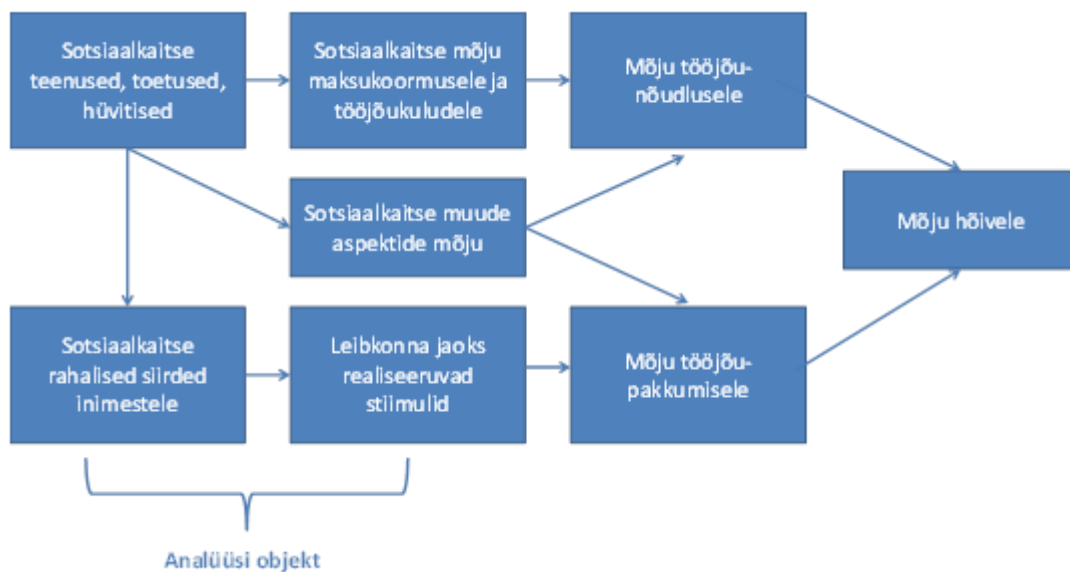 Sotsiaalkaitse
teenused, toetused,
hüvitised
Sotsiaalkaitse mõju
maksukoormusele ja
tööjõukuludele
Mõju tööjõu-
nõudlusele
Sotsiaalkaitse muude
aspektide mõju
Mõju hõivele
Sotsiaalkaitse
rahalised siirded
inimestele
Leibkonna jaoks
realiseeruvad
stiimulid
Mõju tööjõu-
pakkumisele
Analüüsi objekt